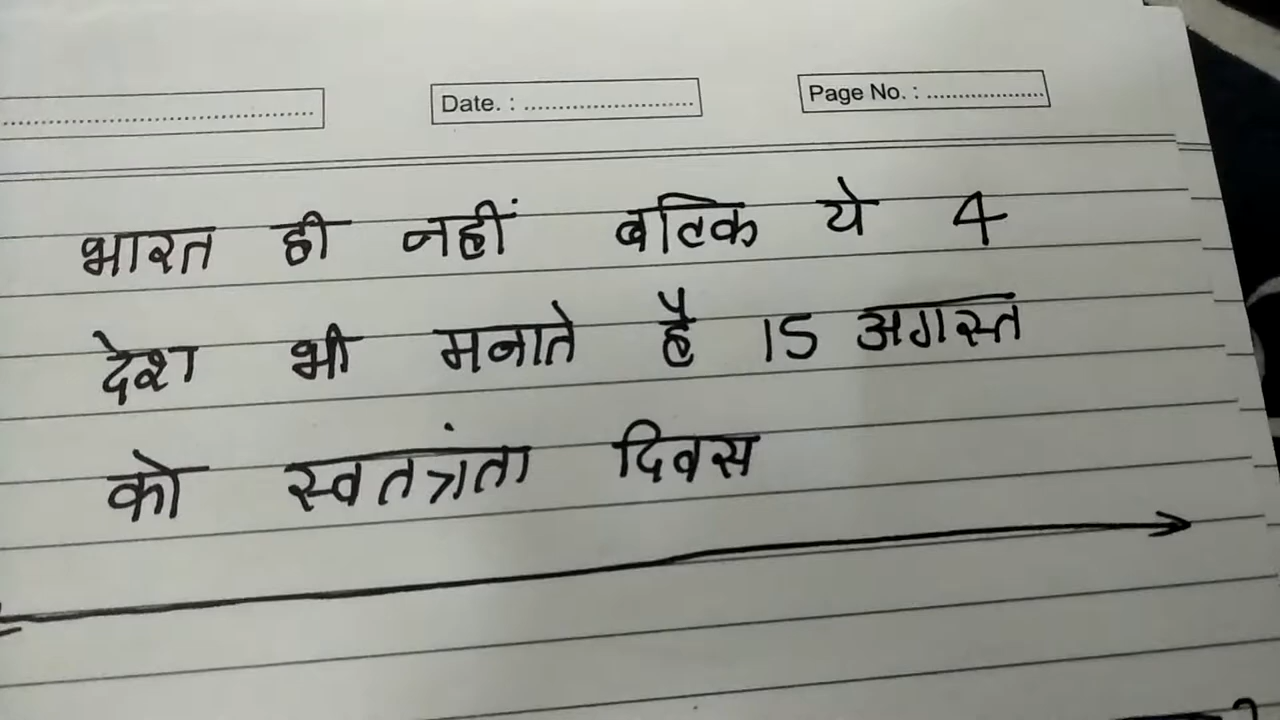 Date. : ........................ Page No. : .................
भारत ही नहीं बल्कि ये 4
देश भी मनाते है 15 अगस्त
को स्वतंत्रता दिवस